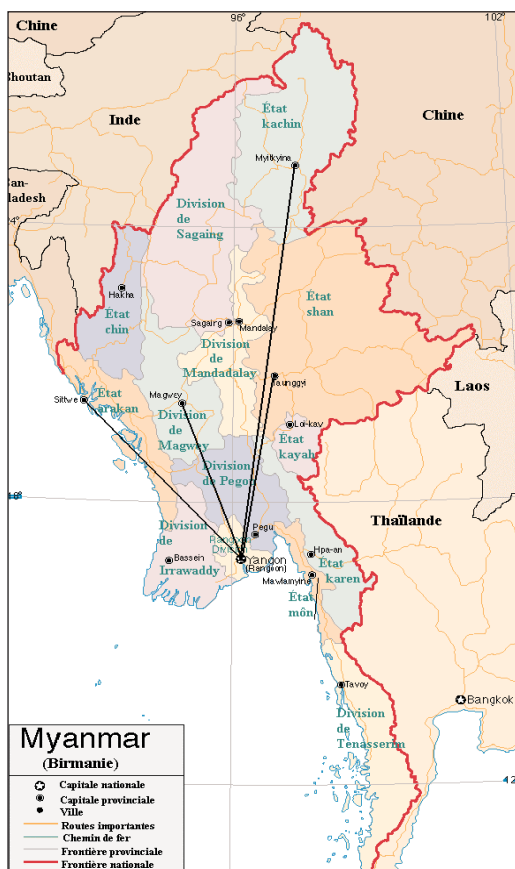 96°
102°
Chine
Bhoutan
Inde
État
kachin
Chine
Myitkyina
Division
de
Sagaing
Hakha
État
chin
État
shan
Sagaing
Mandalay
Division
de
Mandadalay
Taunggyi
Laos
État
arakan
Sittwe
Magwey
Division
de
Magwey
Loi-kaw
État
kayah
Division
de Pegou
Thaïlande
Division
de
Irrawaddy
Rangoon
Division
Pegu
Bassein
Yangon
(Rangoon)
Hpa-an
État
karen
Mawlamyine
État
môn
Tavoy
Bangkok
Division
de
Tenasserim
Myanmar
(Birmanie)
Capitale nationale
Capitale provinciale
Ville
Routes importantes
Chemin de fer
Frontière provinciale
Frontière nationale